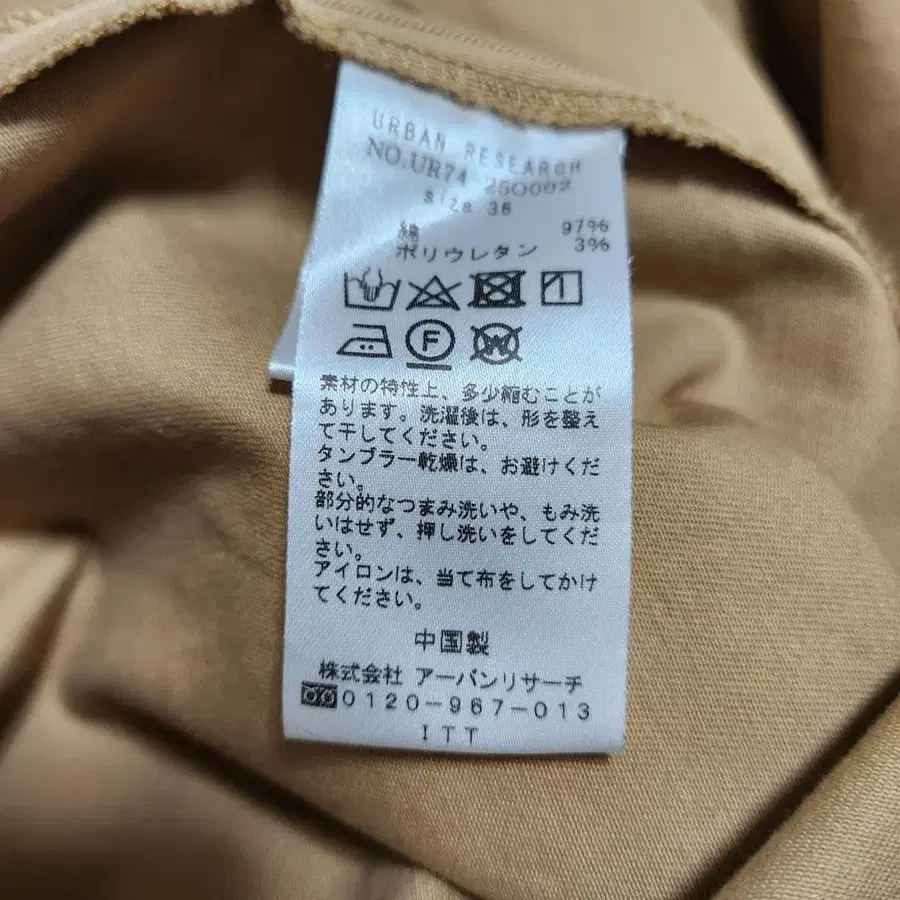 URBAN RESEARCH
NO.UR74 25O002
size 36
綿 97%
ポリウレタン 3%
F
W
素材の特性上、多少縮むことが
あります。洗濯後は、形を整え
て干してください。
タンブラー乾燥は、お避けくだ
さい。
部分的なつまみ洗いや、もみ洗
いはせず、押し洗いをしてくだ
さい。
アイロンは、当て布をしてかけ
てください。
中国製
株式会社 アーバンリサーチ
0120-967-013
ITT